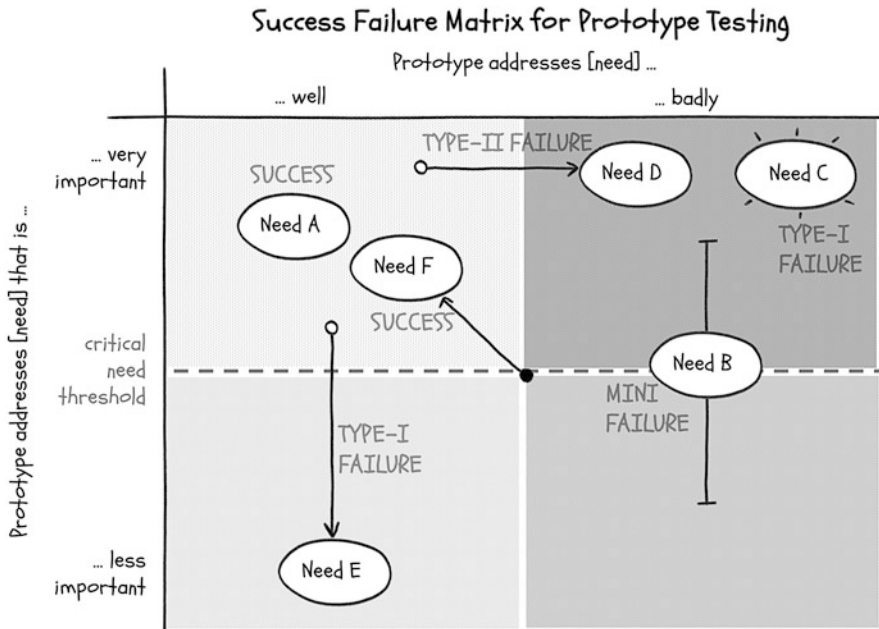 Success Failure Matrix for Prototype Testing
Prototype addresses [need] ...
... well
... badly
Prototype addresses [need] that is ...
... very
important
TYPE-II FAILURE
Need D
Need C
SUCCESS
Need A
TYPE-I
FAILURE
Need F
SUCCESS
critical
need
threshold
Need B
MINI
FAILURE
TYPE-I
FAILURE
... less
important
Need E